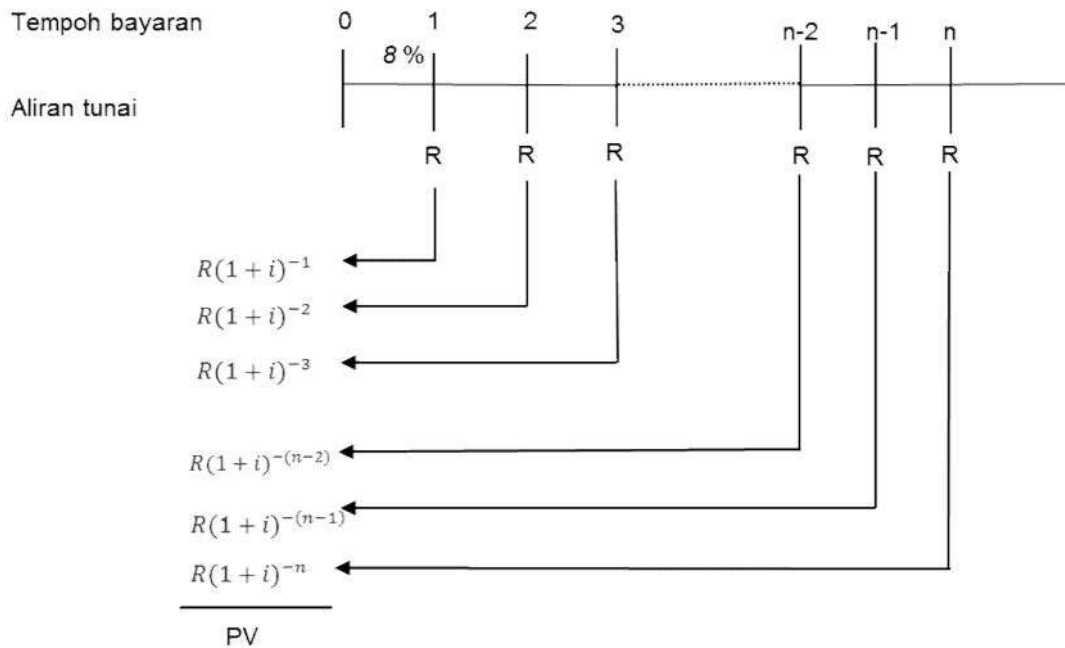 Tempoh bayaran 0 1 2 3 n-2 n-1 n
8 %
Aliran tunai
R R R R R R
R(1 + i)⁻¹
R(1 + i)⁻²
R(1 + i)⁻³
R(1 + i)⁻⁽ⁿ⁻²⁾
R(1 + i)⁻⁽ⁿ⁻¹⁾
R(1 + i)⁻ⁿ
PV